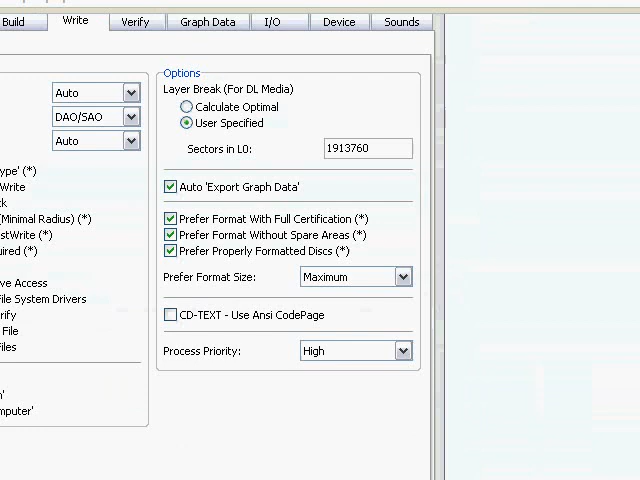 Build Write Verify Graph Data I/O Device Sounds
Options
Layer Break (For DL Media)
Auto
Calculate Optimal
DAO/SAO
User Specified
Auto
Sectors in L0: 1913760
ype' (*)
Write
Auto 'Export Graph Data'
ck
(Minimal Radius) (*)
Prefer Format With Full Certification (*)
stWrite (*)
Prefer Format Without Spare Areas (*)
uired (*)
Prefer Properly Formatted Discs (*)
ve Access
Prefer Format Size: Maximum
File System Drivers
rify
CD-TEXT - Use Ansi CodePage
File
Files
Process Priority: High
n'
mputer'